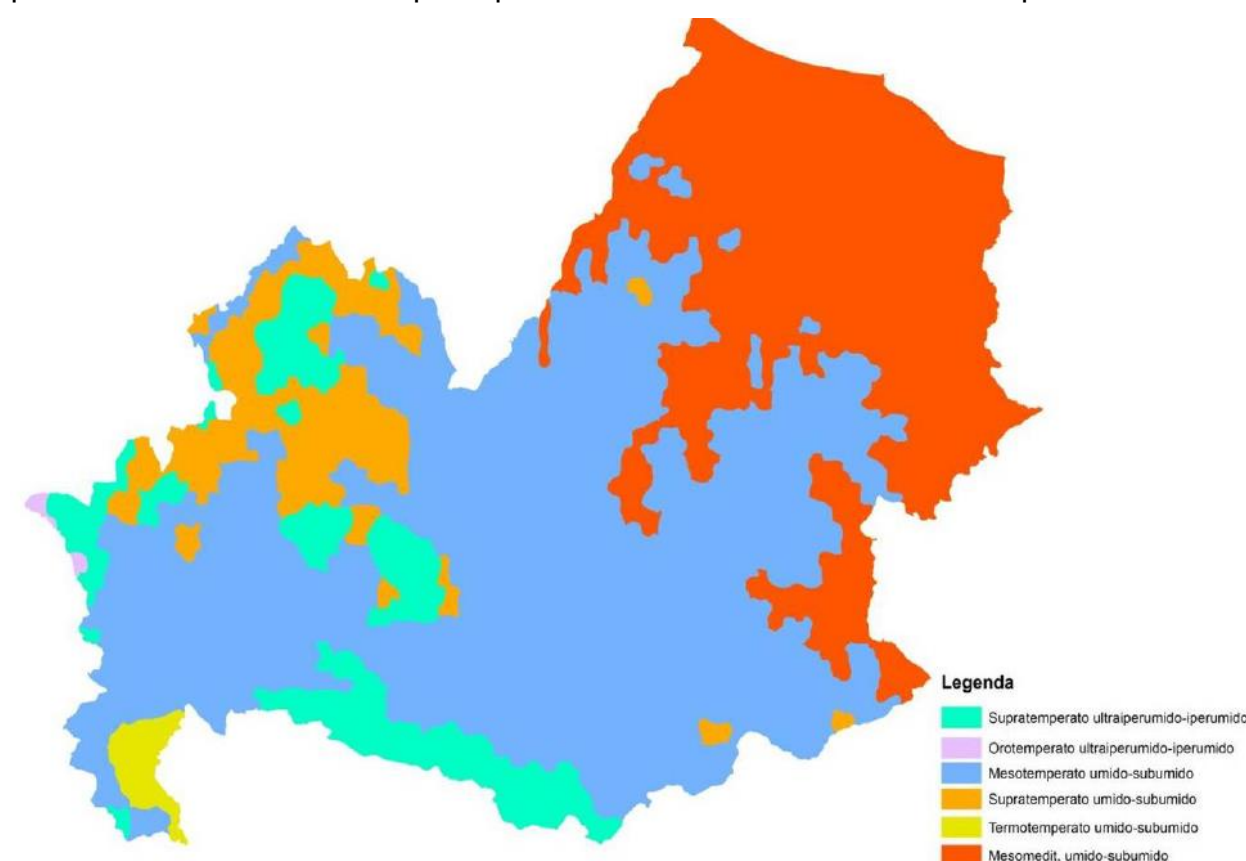 Legenda
Supratemperato ultraiperumido-iperumido
Orotemperato ultraiperumido-iperumido
Mesotemperato umido-subumido
Supratemperato umido-subumido
Termotemperato umido-subumido
Mesomedit. umido-subumido